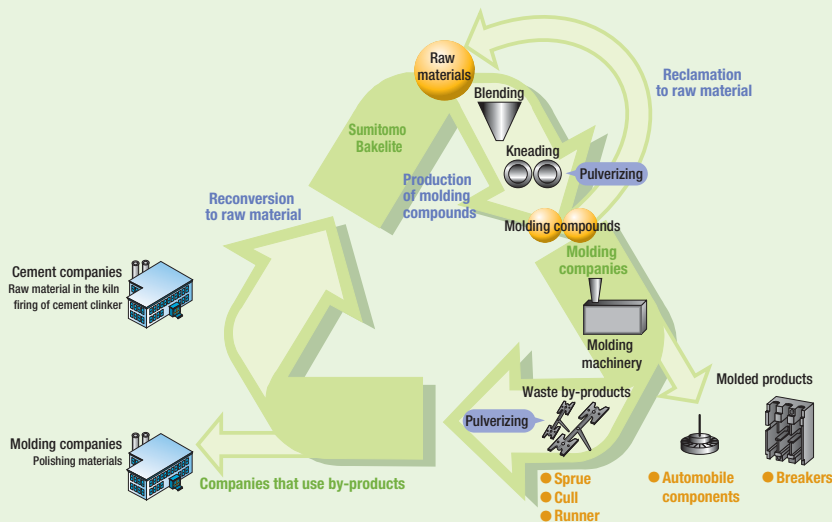 Raw
materials
Reclamation
to raw material
Blending
Sumitomo
Bakelite
Kneading
Pulverizing
Production
of molding
compounds
Reconversion
to raw material
Molding compounds
Molding
companies
Cement companies
Raw material in the kiln
firing of cement clinker
Molding
machinery
Molded products
Waste by-products
Pulverizing
Molding companies
Polishing materials
Companies that use by-products
● Sprue
● Cull
● Runner
● Automobile
components
● Breakers